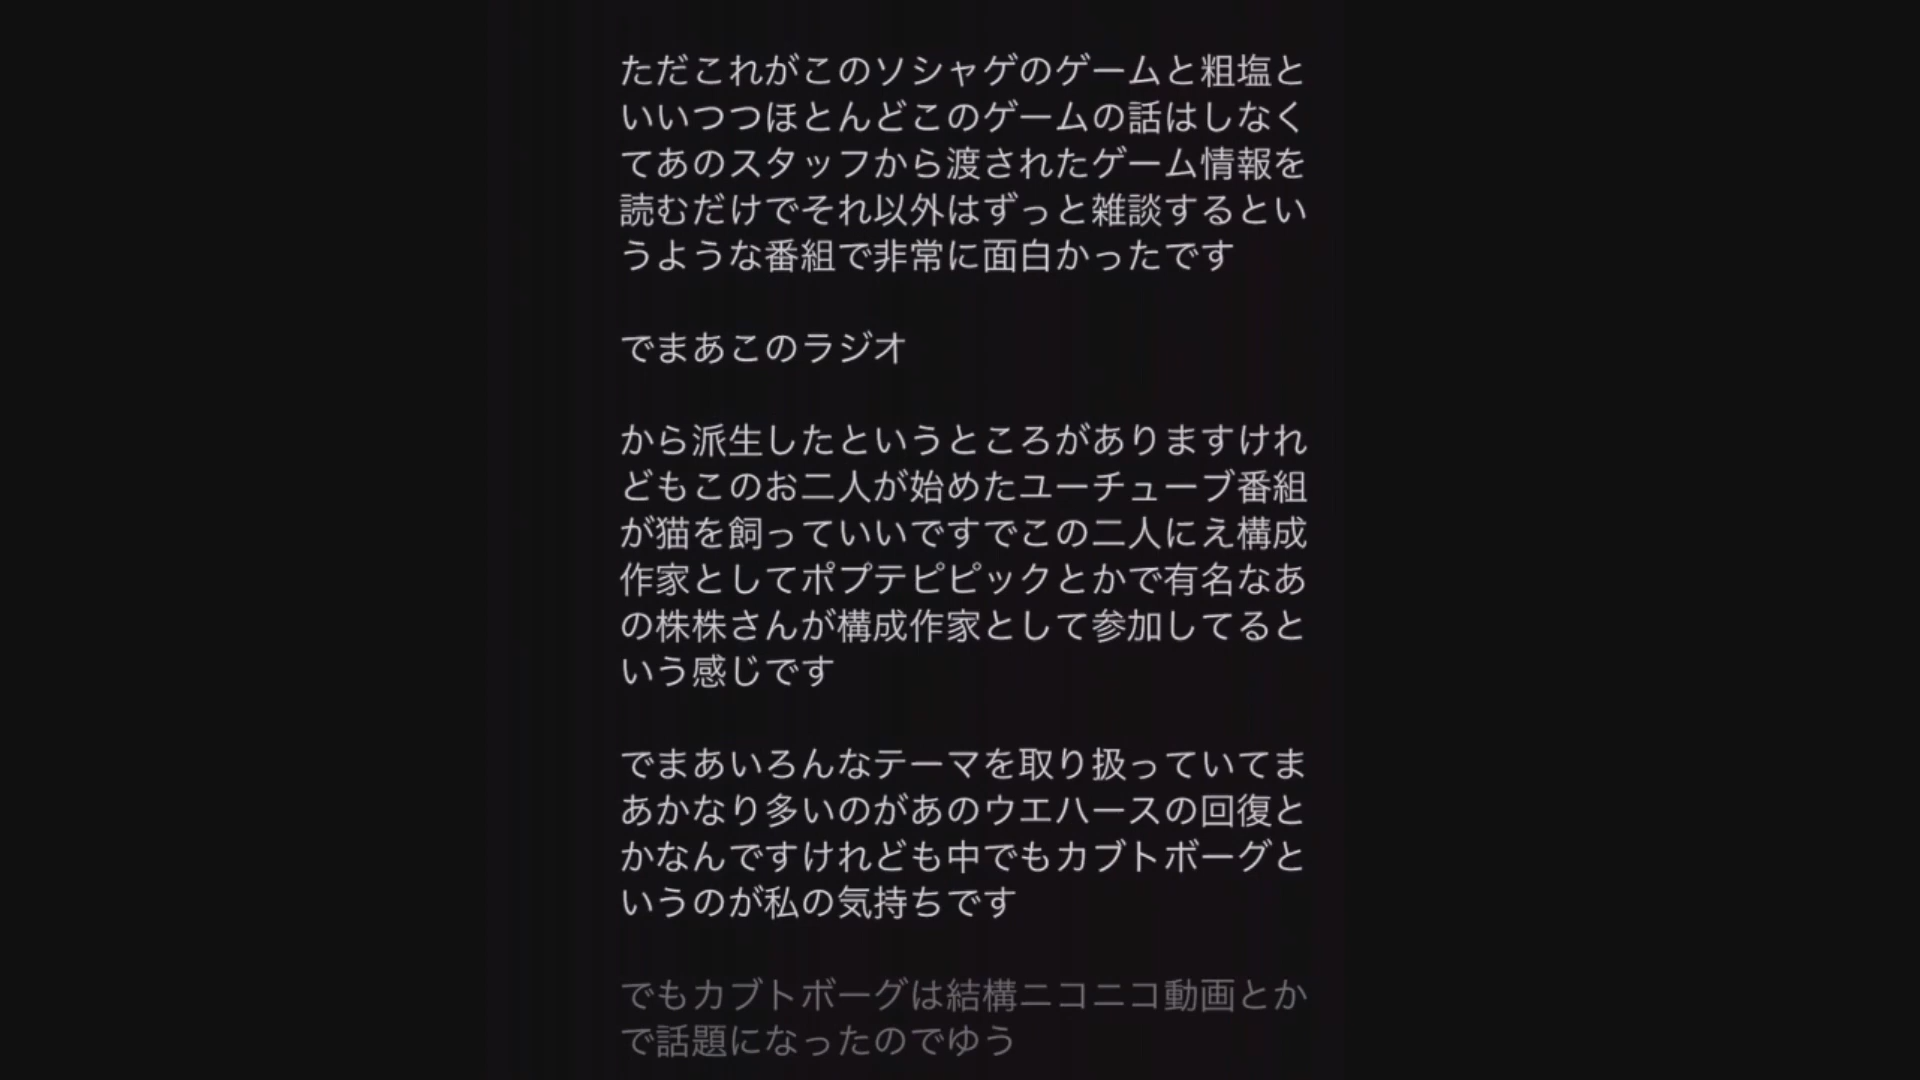 ただこれがこのソシャゲのゲームと粗塩と
いいつつほとんどこのゲームの話はしなく
てあのスタッフから渡されたゲーム情報を
読むだけでそれ以外はずっと雑談するとい
うような番組で非常に面白かったです
でまあこのラジオ
から派生したというところがありますけれ
どもこのお二人が始めたユーチューブ番組
が猫を飼っていいですでこの二人にえ構成
作家としてポプテピピックとかで有名なあ
の株株さんが構成作家として参加してると
いう感じです
でまあいろんなテーマを取り扱っていてま
あかなり多いのがあのウエハースの回復と
かなんですけれども中でもカブトボーグと
いうのが私の気持ちです
でもカブトボーグは結構ニコニコ動画とか
で話題になったのでゆう